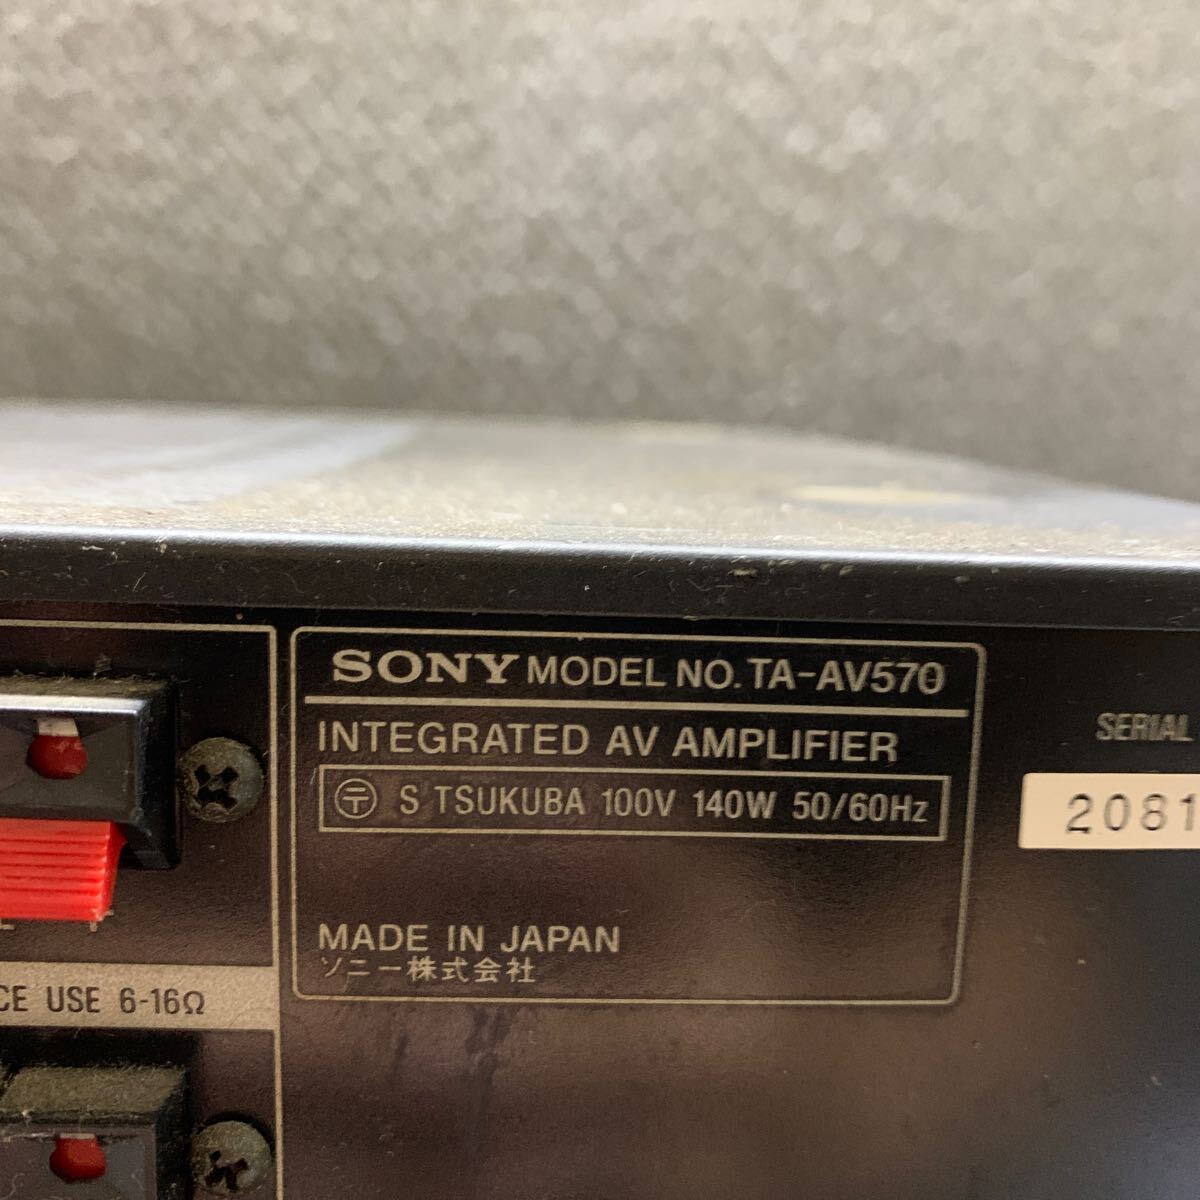 SONY MODEL NO. TA-AV570
INTEGRATED AV AMPLIFIER
〒 S TSUKUBA 100V 140W 50/60Hz
MADE IN JAPAN
ソニー株式会社
SERIAL
2081
USE 6-16Ω